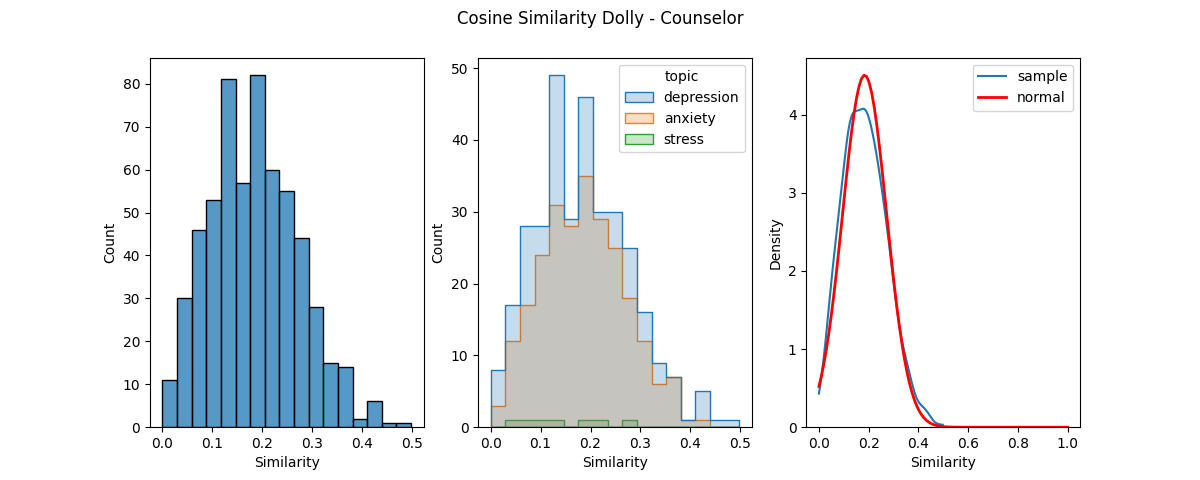 Cosine Similarity Dolly - Counselor
80
70
60
50
40
30
20
10
0
Count
0.0 0.1 0.2 0.3 0.4 0.5
Similarity
50
40
30
20
10
0
Count
topic
depression
anxiety
stress
0.0 0.1 0.2 0.3 0.4 0.5
Similarity
4
3
2
1
0
Density
sample
normal
0.0 0.2 0.4 0.6 0.8 1.0
Similarity